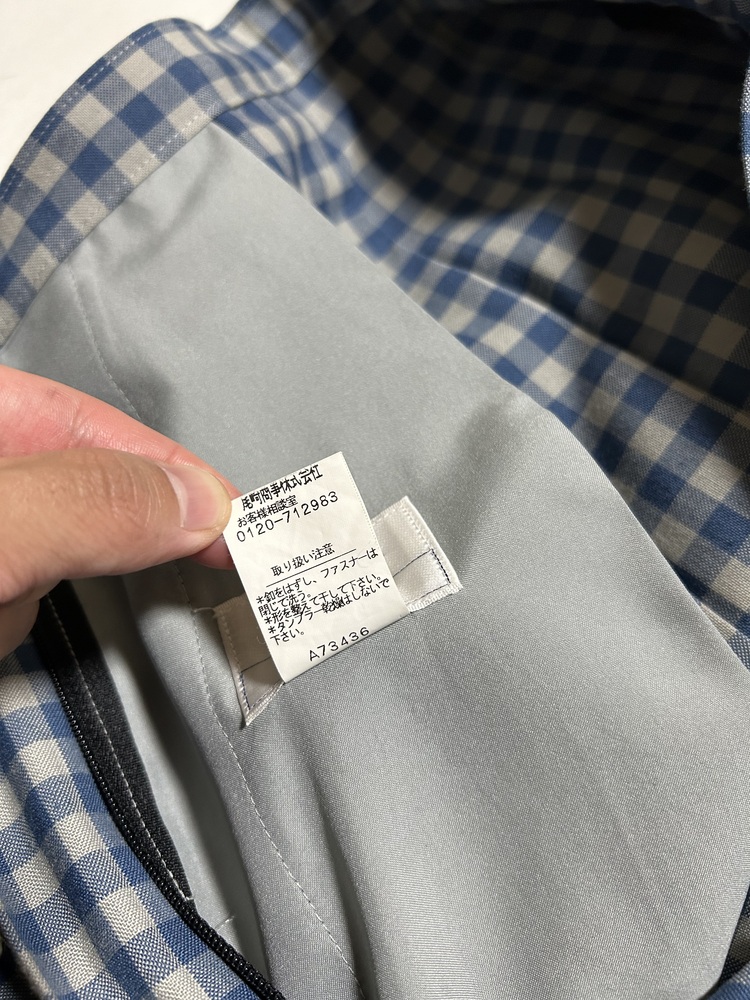 尾崎商事株式会社
お客様相談室
0120-712983
取り扱い注意
*釦をはずし、ファスナーは
閉じて洗う。
*形を整えて干して下さい。
*タンブラー乾燥はしないで
下さい。
A73436